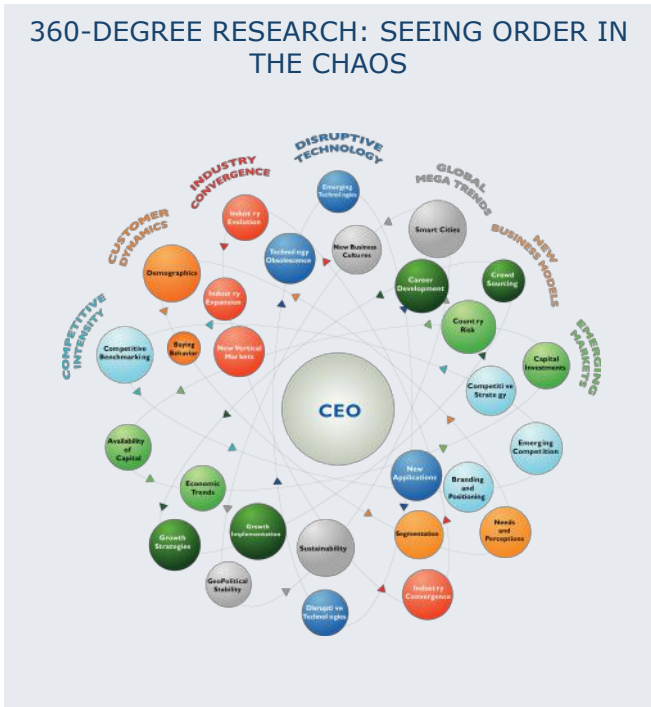 360-DEGREE RESEARCH: SEEING ORDER IN
THE CHAOS
DISRUPTIVE
TECHNOLOGY
INDUSTRY
CONVERGENCE
GLOBAL
MEGA TRENDS
CUSTOMER
DYNAMICS
NEW
BUSINESS MODELS
COMPETITIVE
INTENSITY
EMERGING
MARKETS
Emerging
Technologies
Industry
Evolution
Smart Cities
New Business
Cultures
Technology
Obsolescence
Demographics
Career
Development
Crowd
Sourcing
Industry
Expansion
Country
Risk
Buying
Behavior
New Vertical
Markets
Competitive
Benchmarking
Capital
Investments
Competitive
Strategy
CEO
Availability
of
Capital
Emerging
Competition
New
Applications
Branding
and
Positioning
Economic
Trends
Growth
Implementation
Segmentation
Needs
and
Perceptions
Growth
Strategies
Sustainability
GeoPolitical
Stability
Industry
Convergence
Disruptive
Technologies